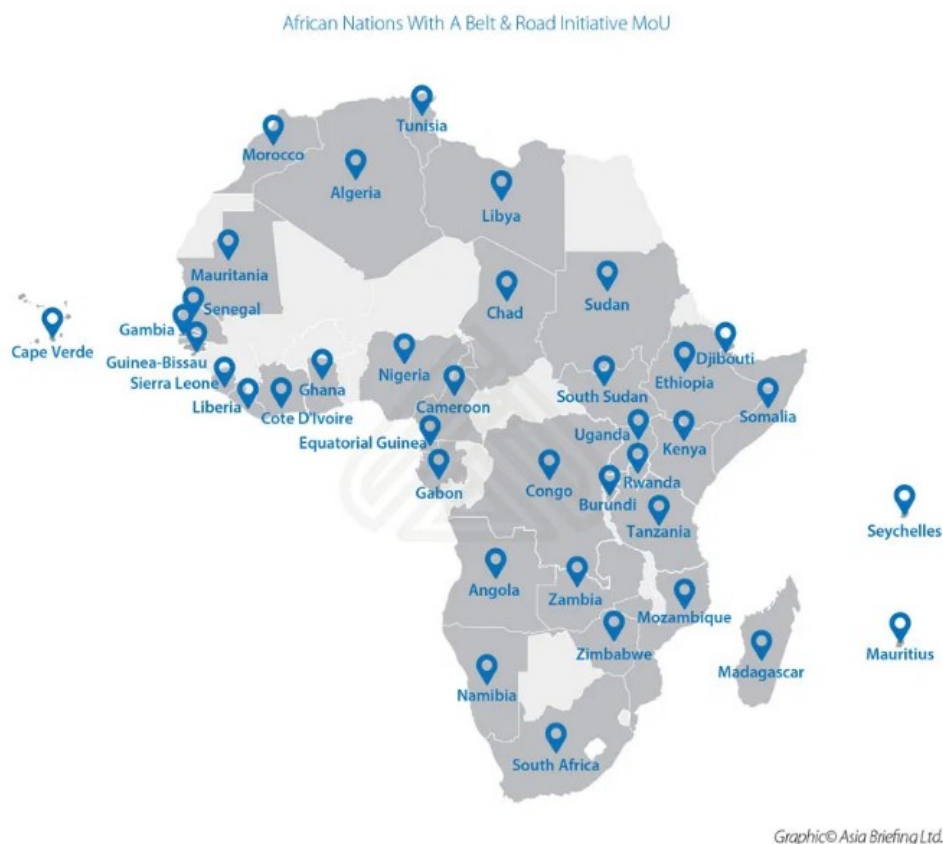 African Nations With A Belt & Road Initiative MoU
Tunisia
Morocco
Algeria
Libya
Mauritania
Senegal
Chad
Sudan
Gambia
Cape Verde
Guinea-Bissau
Djibouti
Sierra Leone
Ghana
Nigeria
Ethiopia
Liberia
Cote D'Ivoire
Cameroon
South Sudan
Somalia
Equatorial Guinea
Uganda
Kenya
Gabon
Congo
Rwanda
Burundi
Tanzania
Seychelles
Angola
Zambia
Mozambique
Zimbabwe
Mauritius
Namibia
Madagascar
South Africa
Graphic© Asia Briefing Ltd.